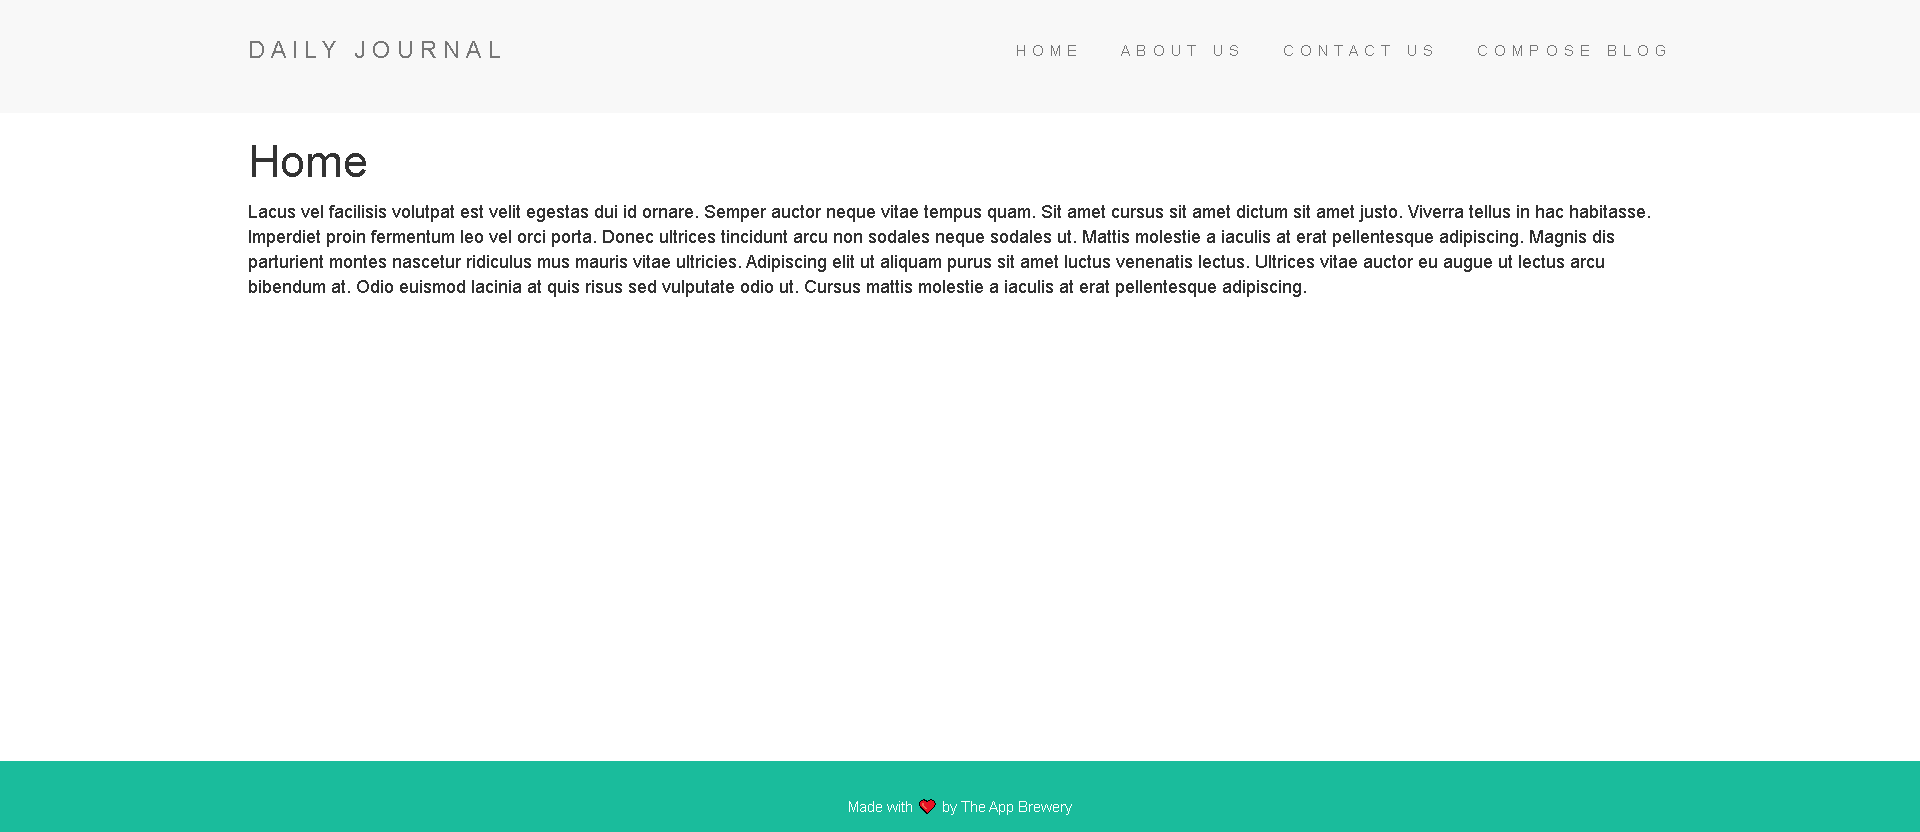 DAILY JOURNAL
HOME ABOUT US CONTACT US COMPOSE BLOG
Home
Lacus vel facilisis volutpat est velit egestas dui id ornare. Semper auctor neque vitae tempus quam. Sit amet cursus sit amet dictum sit amet justo. Viverra tellus in hac habitasse.
Imperdiet proin fermentum leo vel orci porta. Donec ultrices tincidunt arcu non sodales neque sodales ut. Mattis molestie a iaculis at erat pellentesque adipiscing. Magnis dis
parturient montes nascetur ridiculus mus mauris vitae ultricies. Adipiscing elit ut aliquam purus sit amet luctus venenatis lectus. Ultrices vitae auctor eu augue ut lectus arcu
bibendum at. Odio euismod lacinia at quis risus sed vulputate odio ut. Cursus mattis molestie a iaculis at erat pellentesque adipiscing.
Made with ❤ by The App Brewery